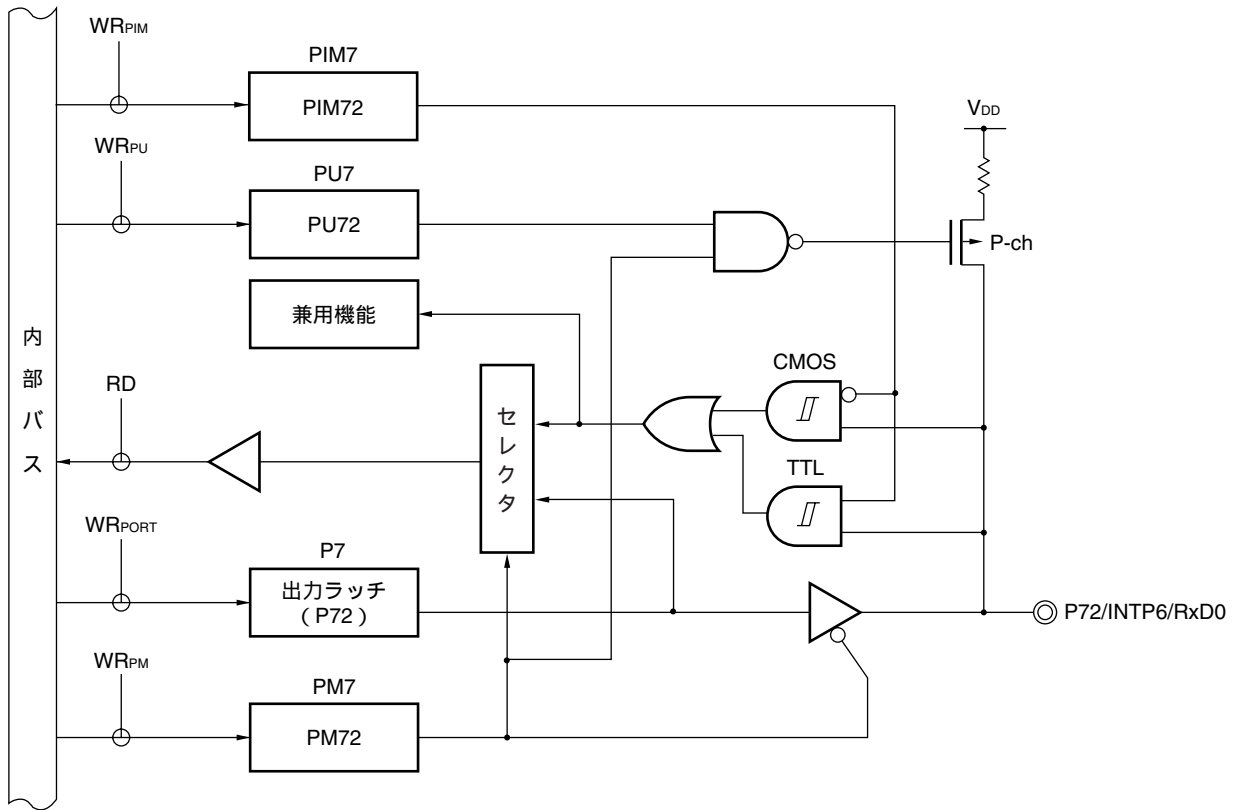 WRPIM
PIM7
PIM72
VDD
WRPU
PU7
PU72
P-ch
兼用機能
内部バス
CMOS
RD
セレクタ
TTL
WRPORT
P7
出力ラッチ
（P72）
P72/INTP6/RxD0
WRPM
PM7
PM72